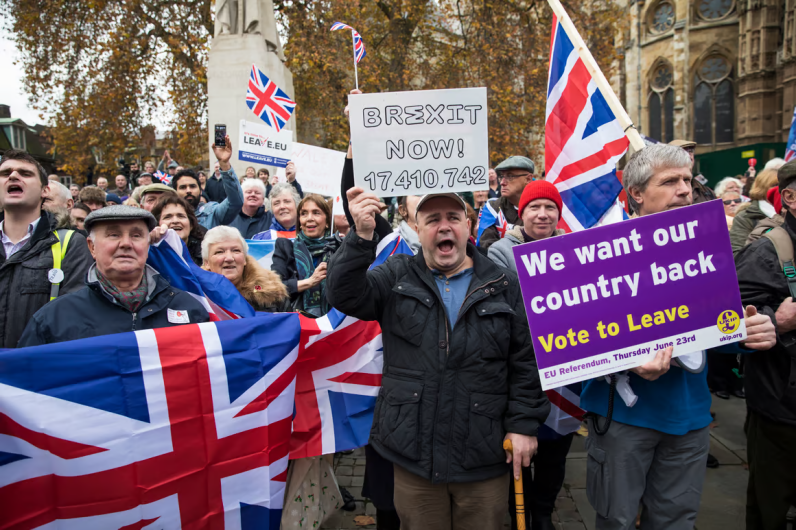 LEAVE.EU
BREXIT
NOW!
17,410,742
We want our
country back
Vote to Leave
EU Referendum, Thursday June 23rd
ukip.org